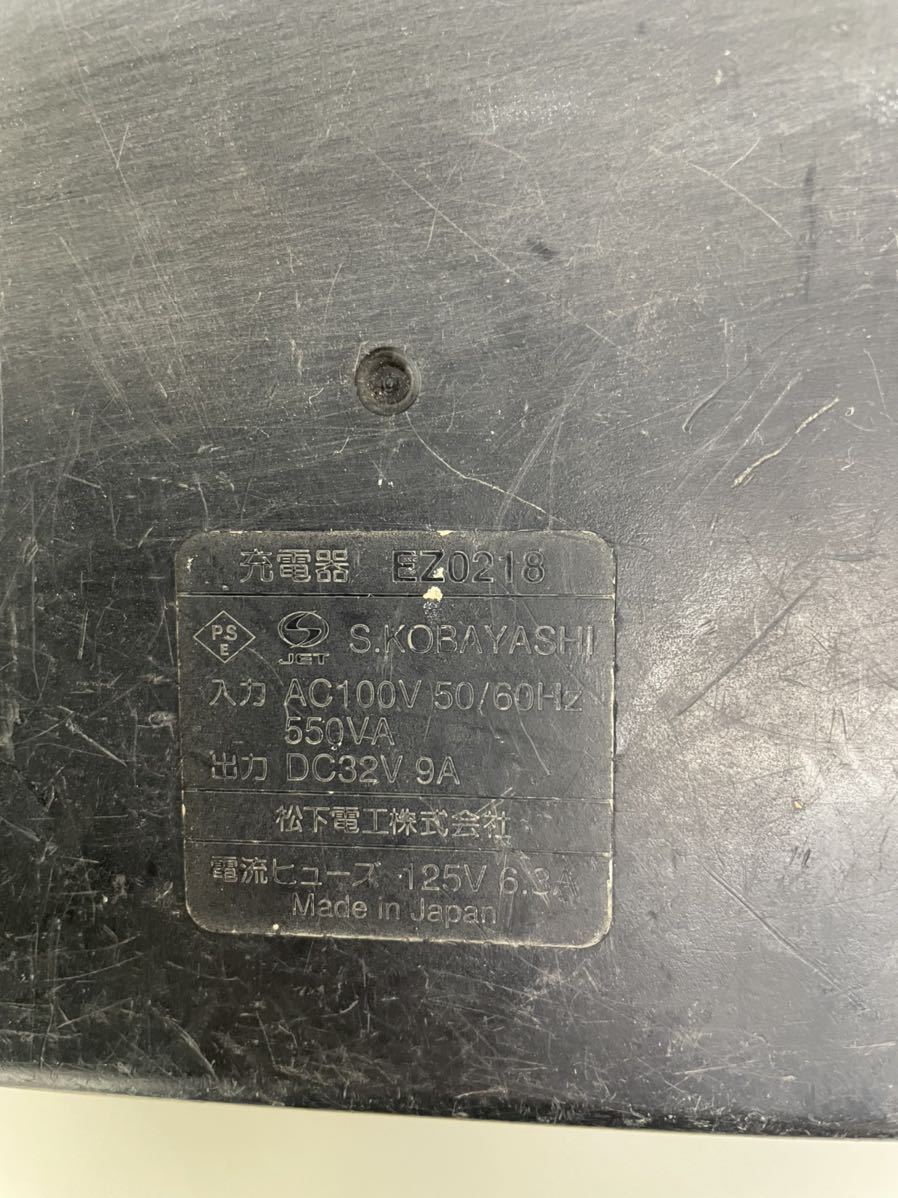 充電器 EZ0218
PS
E
JET
S.KOBAYASHI
入力 AC100V 50/60Hz
550VA
出力 DC32V 9A
松下電工株式会社
電流ヒューズ 125V 6.3A
Made in Japan